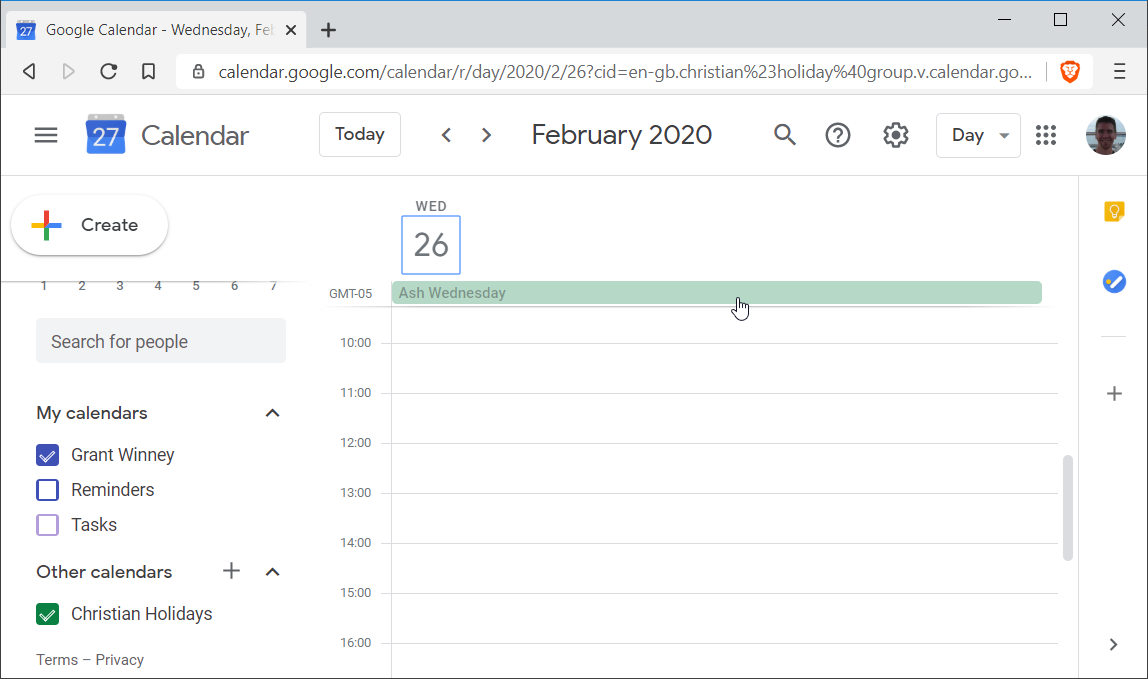 27 Google Calendar - Wednesday, Feb
calendar.google.com/calendar/r/day/2020/2/26?cid=en-gb.christian%23holiday%40group.v.calendar.go...
27 Calendar Today February 2020 Day
Create
WED
26
1 2 3 4 5 6 7
GMT-05 Ash Wednesday
Search for people
My calendars
Grant Winney
Reminders
Tasks
Other calendars
Christian Holidays
Terms – Privacy
10:00
11:00
12:00
13:00
14:00
15:00
16:00